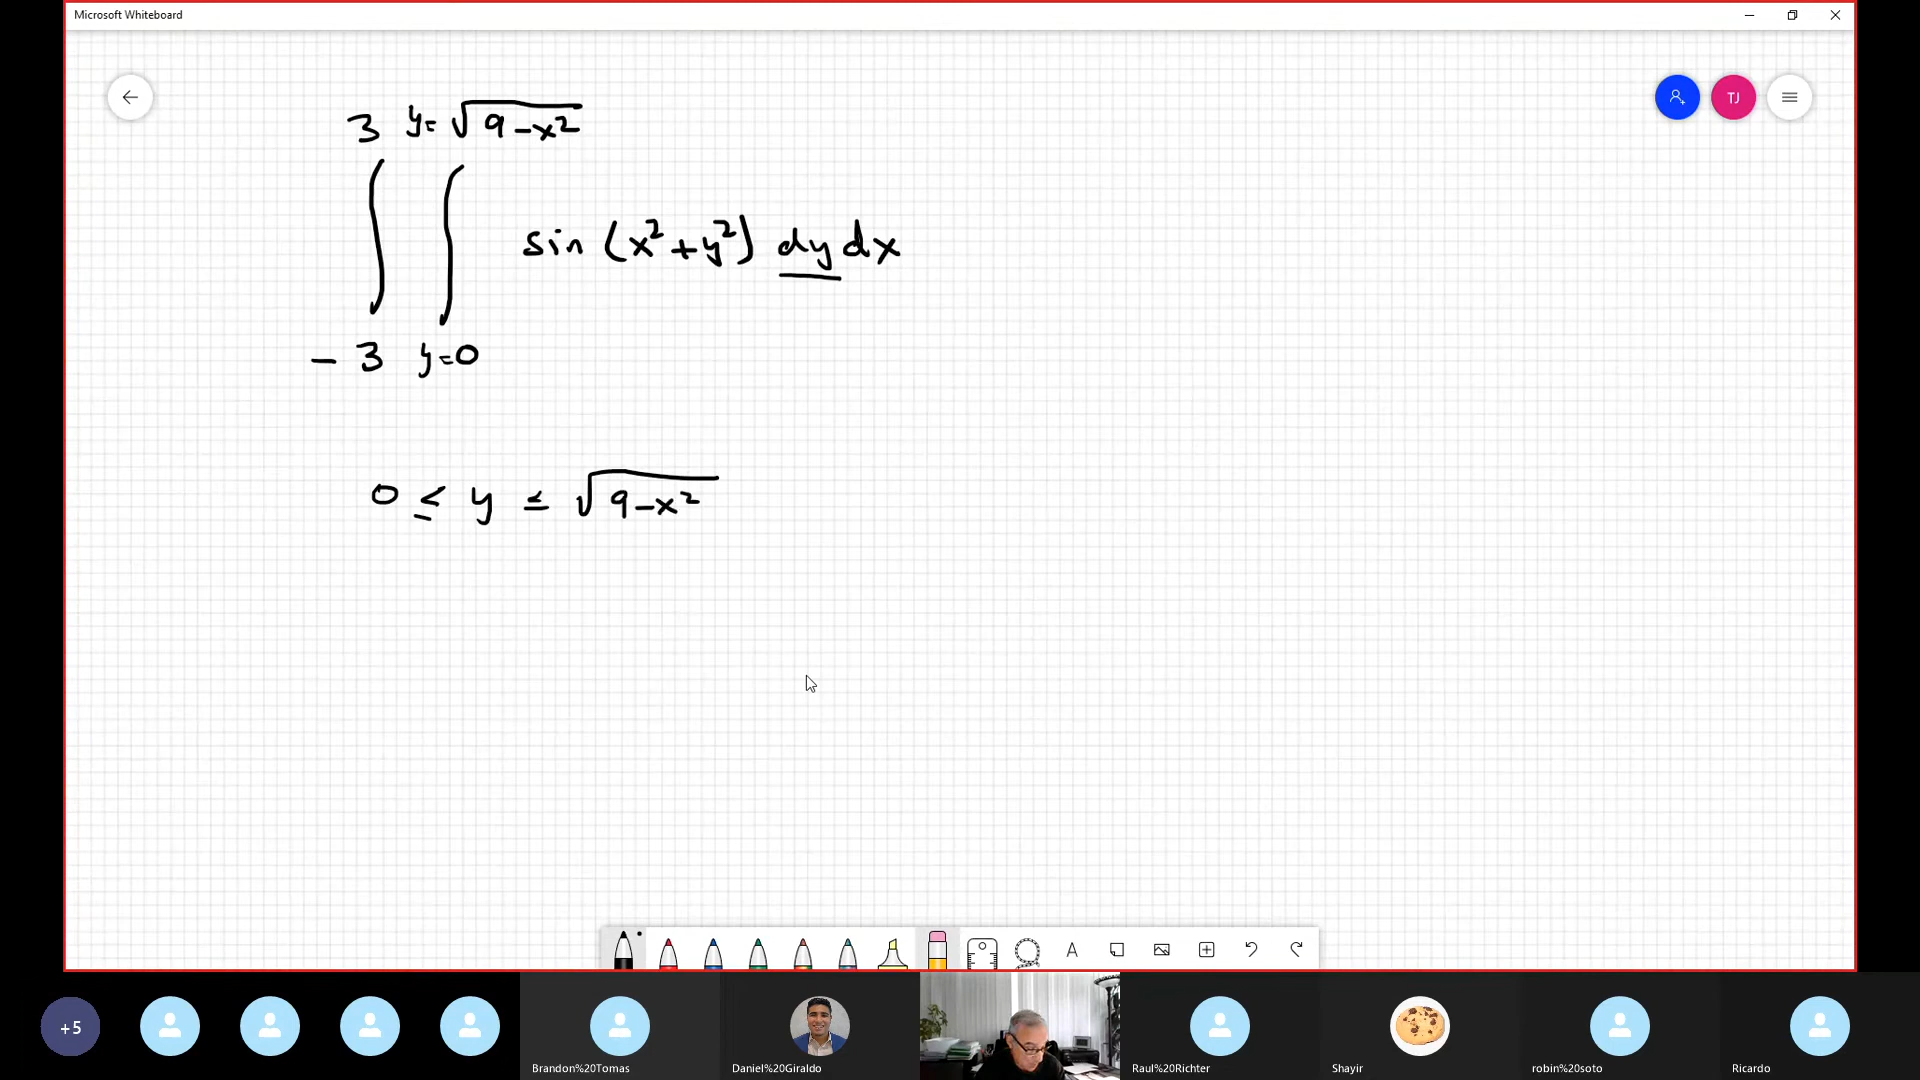 Microsoft Whiteboard
TJ
3 y=√9-x²
∫ ∫ sin (x²+y²) dy dx
-3 y=0
0 ≤ y ≤ √9-x²
A
+5
Brandon%20Tomas
Daniel%20Giraldo
Raul%20Richter
Shayir
robin%20soto
Ricardo